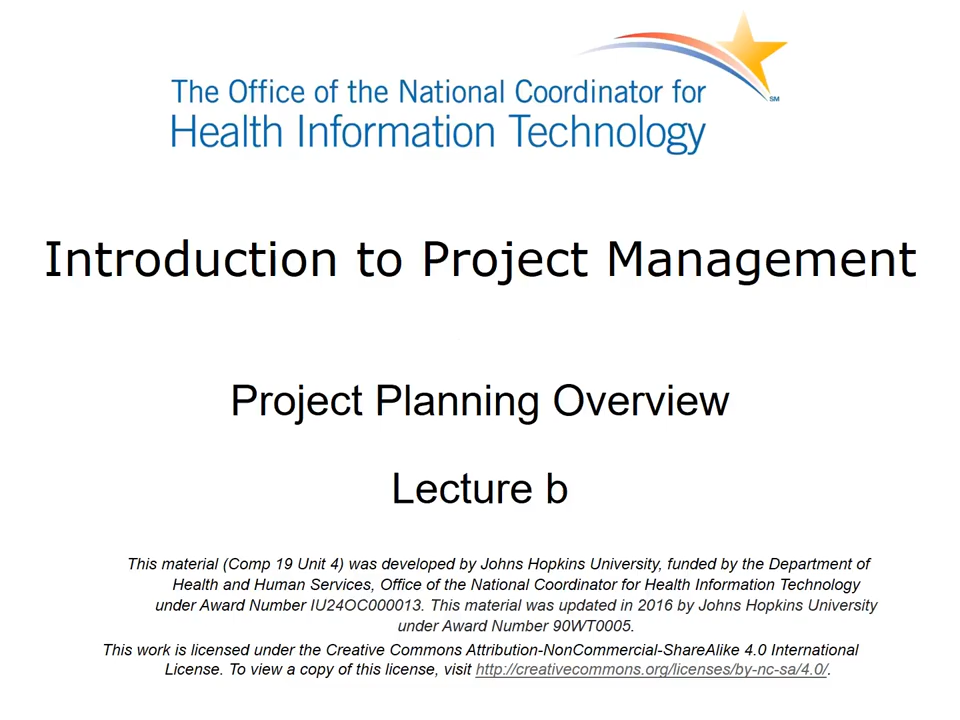 The Office of the National Coordinator for
Health Information Technology
SM
Introduction to Project Management
Project Planning Overview
Lecture b
This material (Comp 19 Unit 4) was developed by Johns Hopkins University, funded by the Department of
Health and Human Services, Office of the National Coordinator for Health Information Technology
under Award Number IU24OC000013. This material was updated in 2016 by Johns Hopkins University
under Award Number 90WT0005.
This work is licensed under the Creative Commons Attribution-NonCommercial-ShareAlike 4.0 International
License. To view a copy of this license, visit http://creativecommons.org/licenses/by-nc-sa/4.0/.